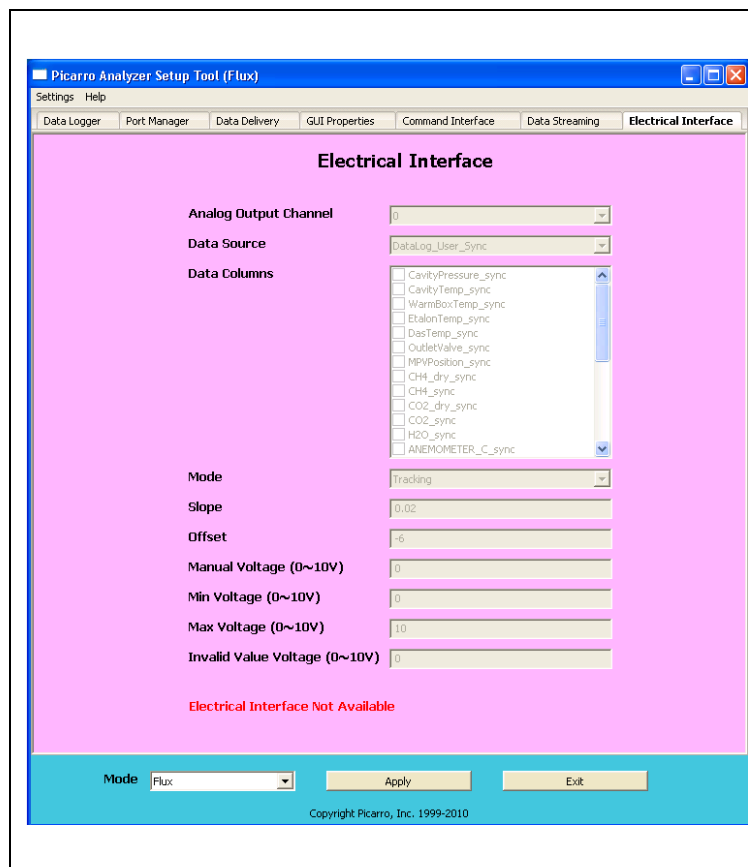 Picarro Analyzer Setup Tool (Flux)
Settings Help
Data Logger Port Manager Data Delivery GUI Properties Command Interface Data Streaming Electrical Interface
Electrical Interface
Analog Output Channel 0
Data Source DataLog_User_Sync
Data Columns CavityPressure_sync
CavityTemp_sync
WarmBoxTemp_sync
EtalonTemp_sync
DasTemp_sync
OutletValve_sync
MPVPosition_sync
CH4_dry_sync
CH4_sync
CO2_dry_sync
CO2_sync
H2O_sync
ANEMOMETER_C_sync
Mode Tracking
Slope 0.02
Offset -6
Manual Voltage (0~10V) 0
Min Voltage (0~10V) 0
Max Voltage (0~10V) 10
Invalid Value Voltage (0~10V) 0
Electrical Interface Not Available
Mode Flux Apply Exit
Copyright Picarro, Inc. 1999-2010